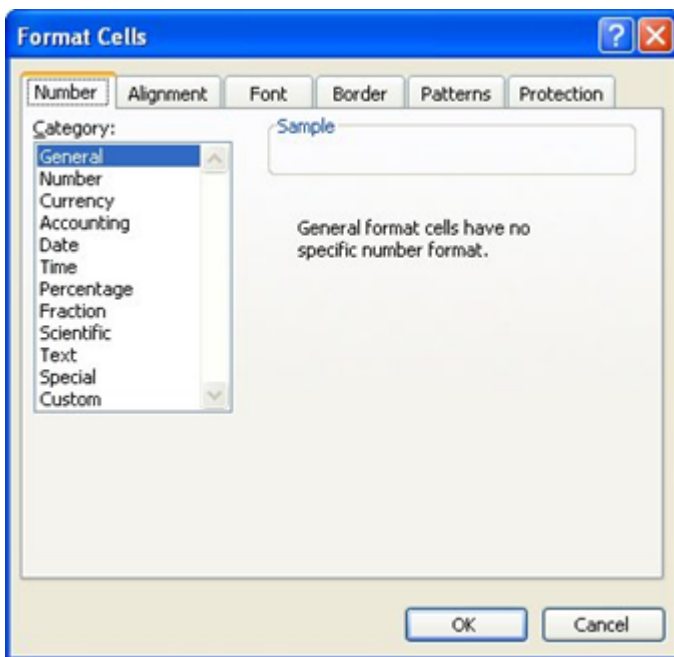 Format Cells
?
Number Alignment Font Border Patterns Protection
Category:
Sample
General
Number
Currency
Accounting
Date
Time
Percentage
Fraction
Scientific
Text
Special
Custom
General format cells have no
specific number format.
OK Cancel